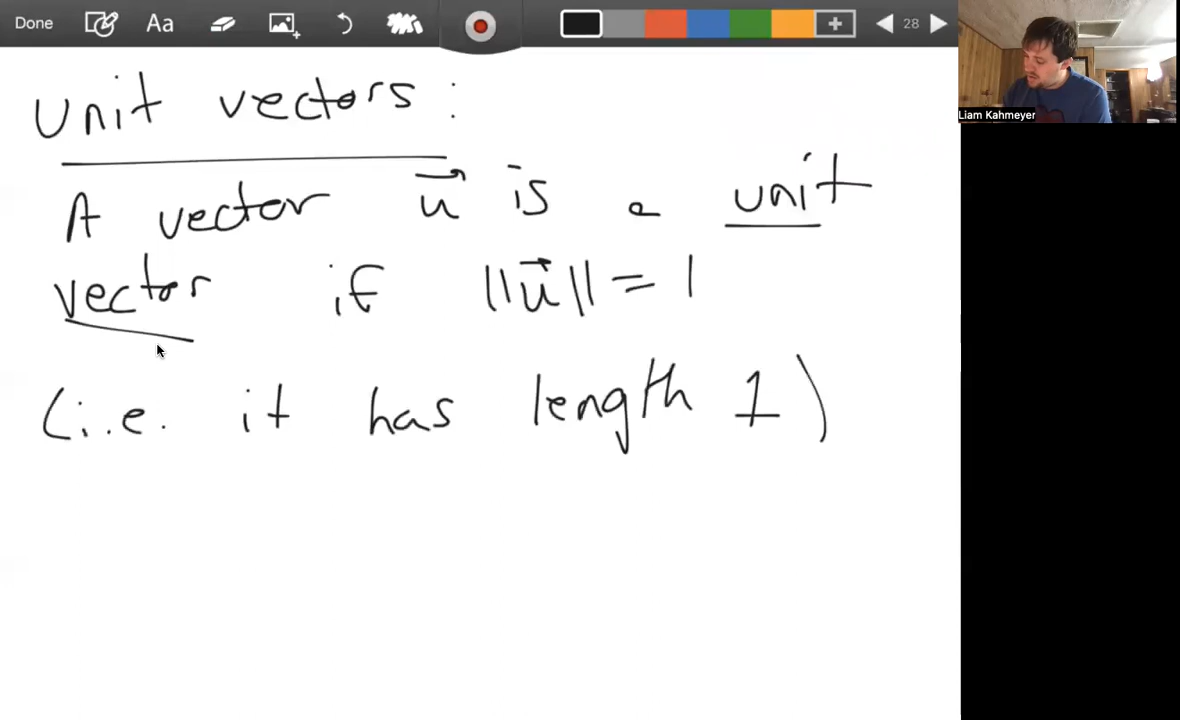 Done Aa 28
Liam Kahmeyer
Unit vectors:
A vector u⃗ is a unit
vector if ||u⃗|| = 1
(i.e. it has length 1)